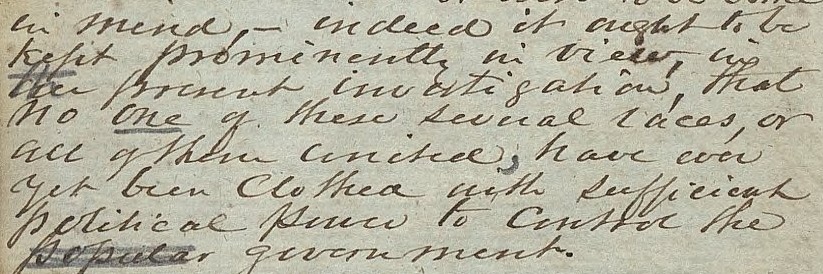 in mind, – indeed it ought to be
kept prominently in view, in
the present investigation, that
no one of these several races, or
all of them united, have ever
yet been clothed with sufficient
political power to control the
popular government.